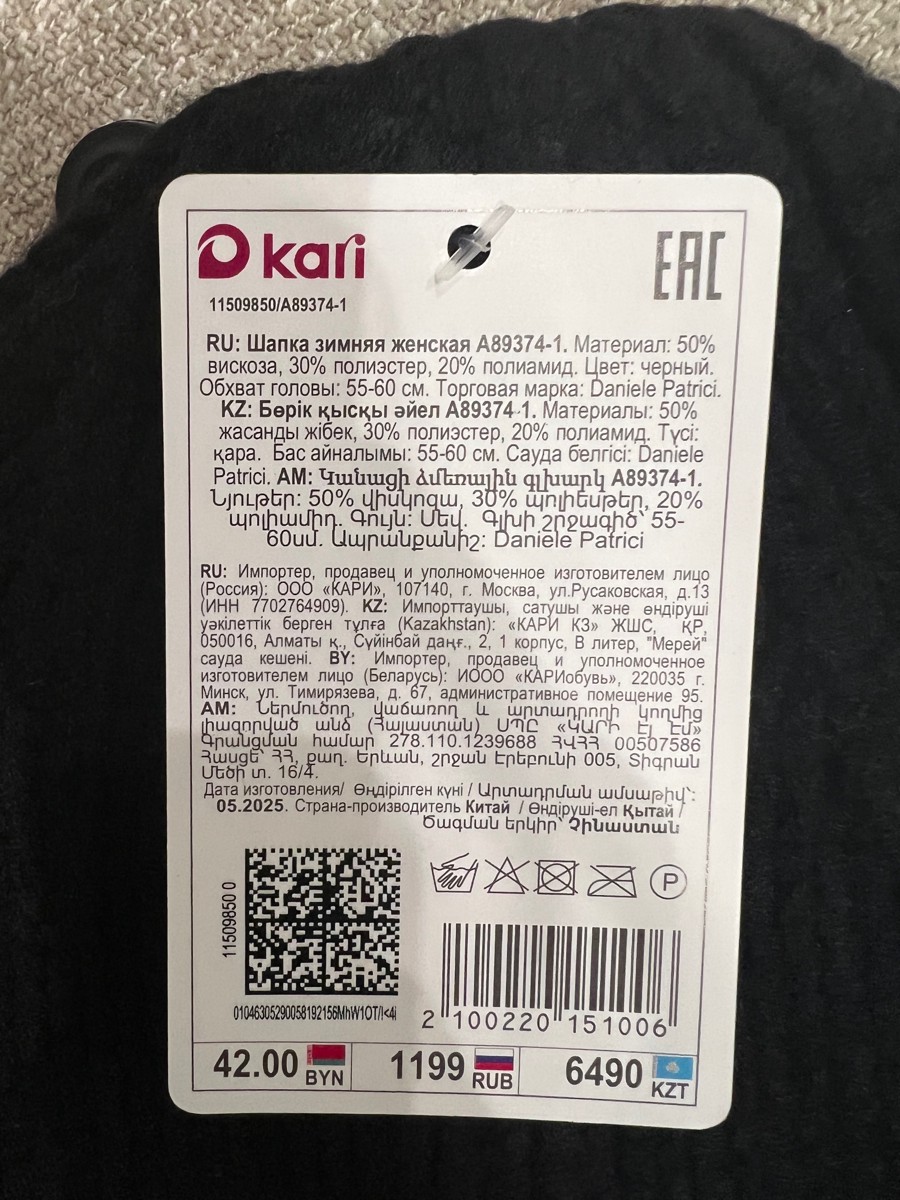 kari
EAC
11509850/A89374-1
RU: Шапка зимняя женская A89374-1. Материал: 50%
вискоза, 30% полиэстер, 20% полиамид. Цвет: черный.
Обхват головы: 55-60 см. Торговая марка: Daniele Patrici.
KZ: Бөрік қысқы әйел A89374-1. Материалы: 50%
жасанды жібек, 30% полиэстер, 20% полиамид. Түсі:
қара. Бас айналымы: 55-60 см. Сауда белгісі: Daniele
Patrici. AM: Կանացի ձմեռային գլխարկ A89374-1.
Նյութեր: 50% վիսկոզա, 30% պոլիեսթեր, 20%
պոլիամիդ. Գույն: Սեվ. Գլխի շրջագիծ՝ 55-
60սմ. Ապրանքանիշ: Daniele Patrici
RU: Импортер, продавец и уполномоченное изготовителем лицо
(Россия): ООО «КАРИ», 107140, г. Москва, ул.Русаковская, д.13
(ИНН 7702764909). KZ: Импорттаушы, сатушы және өндіруші
уәкілеттік берген тұлға (Kazakhstan): «КАРИ КЗ» ЖШС, ҚР,
050016, Алматы қ., Сүйінбай даңғ., 2, 1 корпус, В литер, "Мерей"
сауда кешені. BY: Импортер, продавец и уполномоченное
изготовителем лицо (Беларусь): ИООО «КАРИобувь», 220035 г.
Минск, ул. Тимирязева, д. 67, административное помещение 95.
AM: Ներմուծող, վաճառող և արտադրողի կողմից
լիազորված անձ (Հայաստան) ՍՊԸ «ԿԱՐԻ Էյ Էմ»
Գրանցման համար 278.110.1239688 ՀՎՀՀ 00507586
Հասցե՝ ՀՀ, քաղ. Երևան, շրջան Էրեբունի 005, Տիգրան
Մեծի տ. 16/4.
Дата изготовления/ Өндірілген күні / Արտադրման ամսաթիվ՝:
05.2025. Страна-производитель Китай / Өндіруші-ел Қытай /
Ծագման երկիր՝ Չինաստան
11509850 0
P
01046305290058192156MhW1OT/I<4i
2 100220 151006
42.00 BYN
1199 RUB
6490 KZT